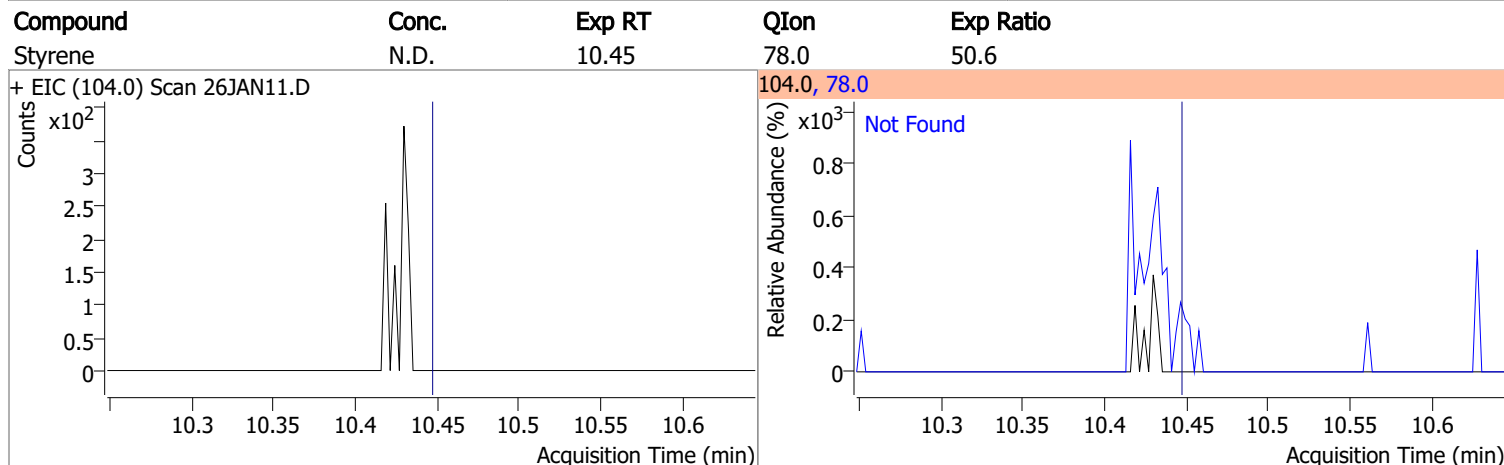 Compound Conc. Exp RT QIon Exp Ratio
Styrene N.D. 10.45 78.0 50.6
+ EIC (104.0) Scan 26JAN11.D
Counts
x10²
3
2.5
2
1.5
1
0.5
0
10.3 10.35 10.4 10.45 10.5 10.55 10.6
Acquisition Time (min)
104.0, 78.0
Relative Abundance (%)
x10³
Not Found
0.8
0.6
0.4
0.2
0
10.3 10.35 10.4 10.45 10.5 10.55 10.6
Acquisition Time (min)